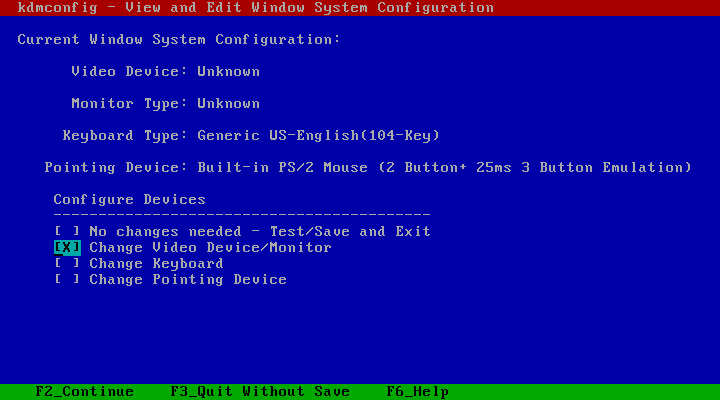 kdmconfig - View and Edit Window System Configuration
Current Window System Configuration:
Video Device: Unknown
Monitor Type: Unknown
Keyboard Type: Generic US-English(104-Key)
Pointing Device: Built-in PS/2 Mouse (2 Button+ 25ms 3 Button Emulation)
Configure Devices
------------------------------------------
[ ] No changes needed - Test/Save and Exit
[X] Change Video Device/Monitor
[ ] Change Keyboard
[ ] Change Pointing Device
F2_Continue    F3_Quit Without Save    F6_Help